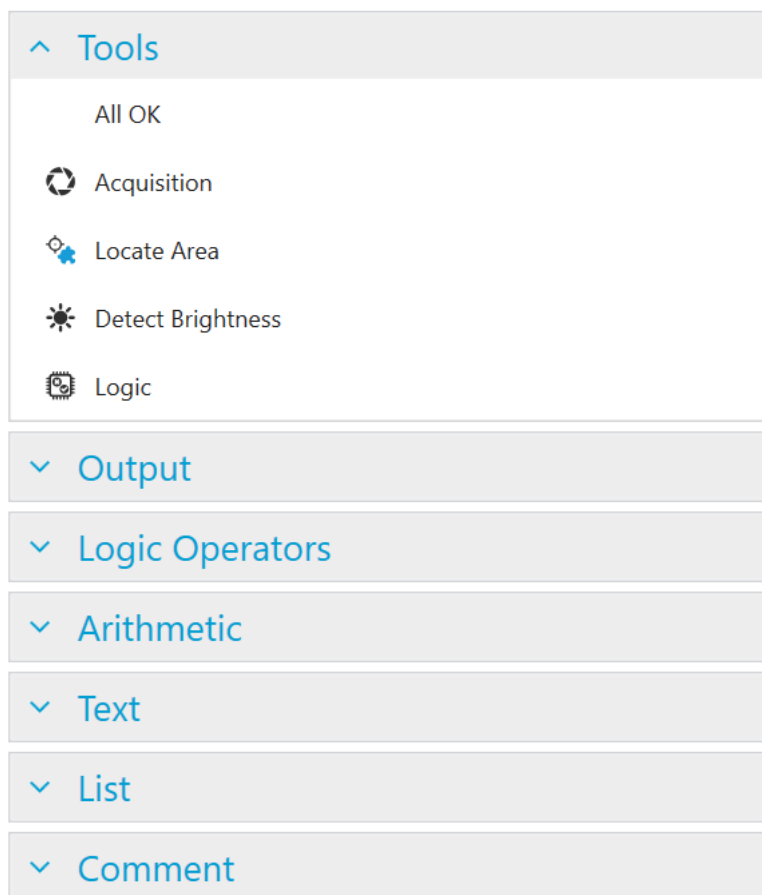 Tools
All OK
Acquisition
Locate Area
Detect Brightness
Logic
Output
Logic Operators
Arithmetic
Text
List
Comment